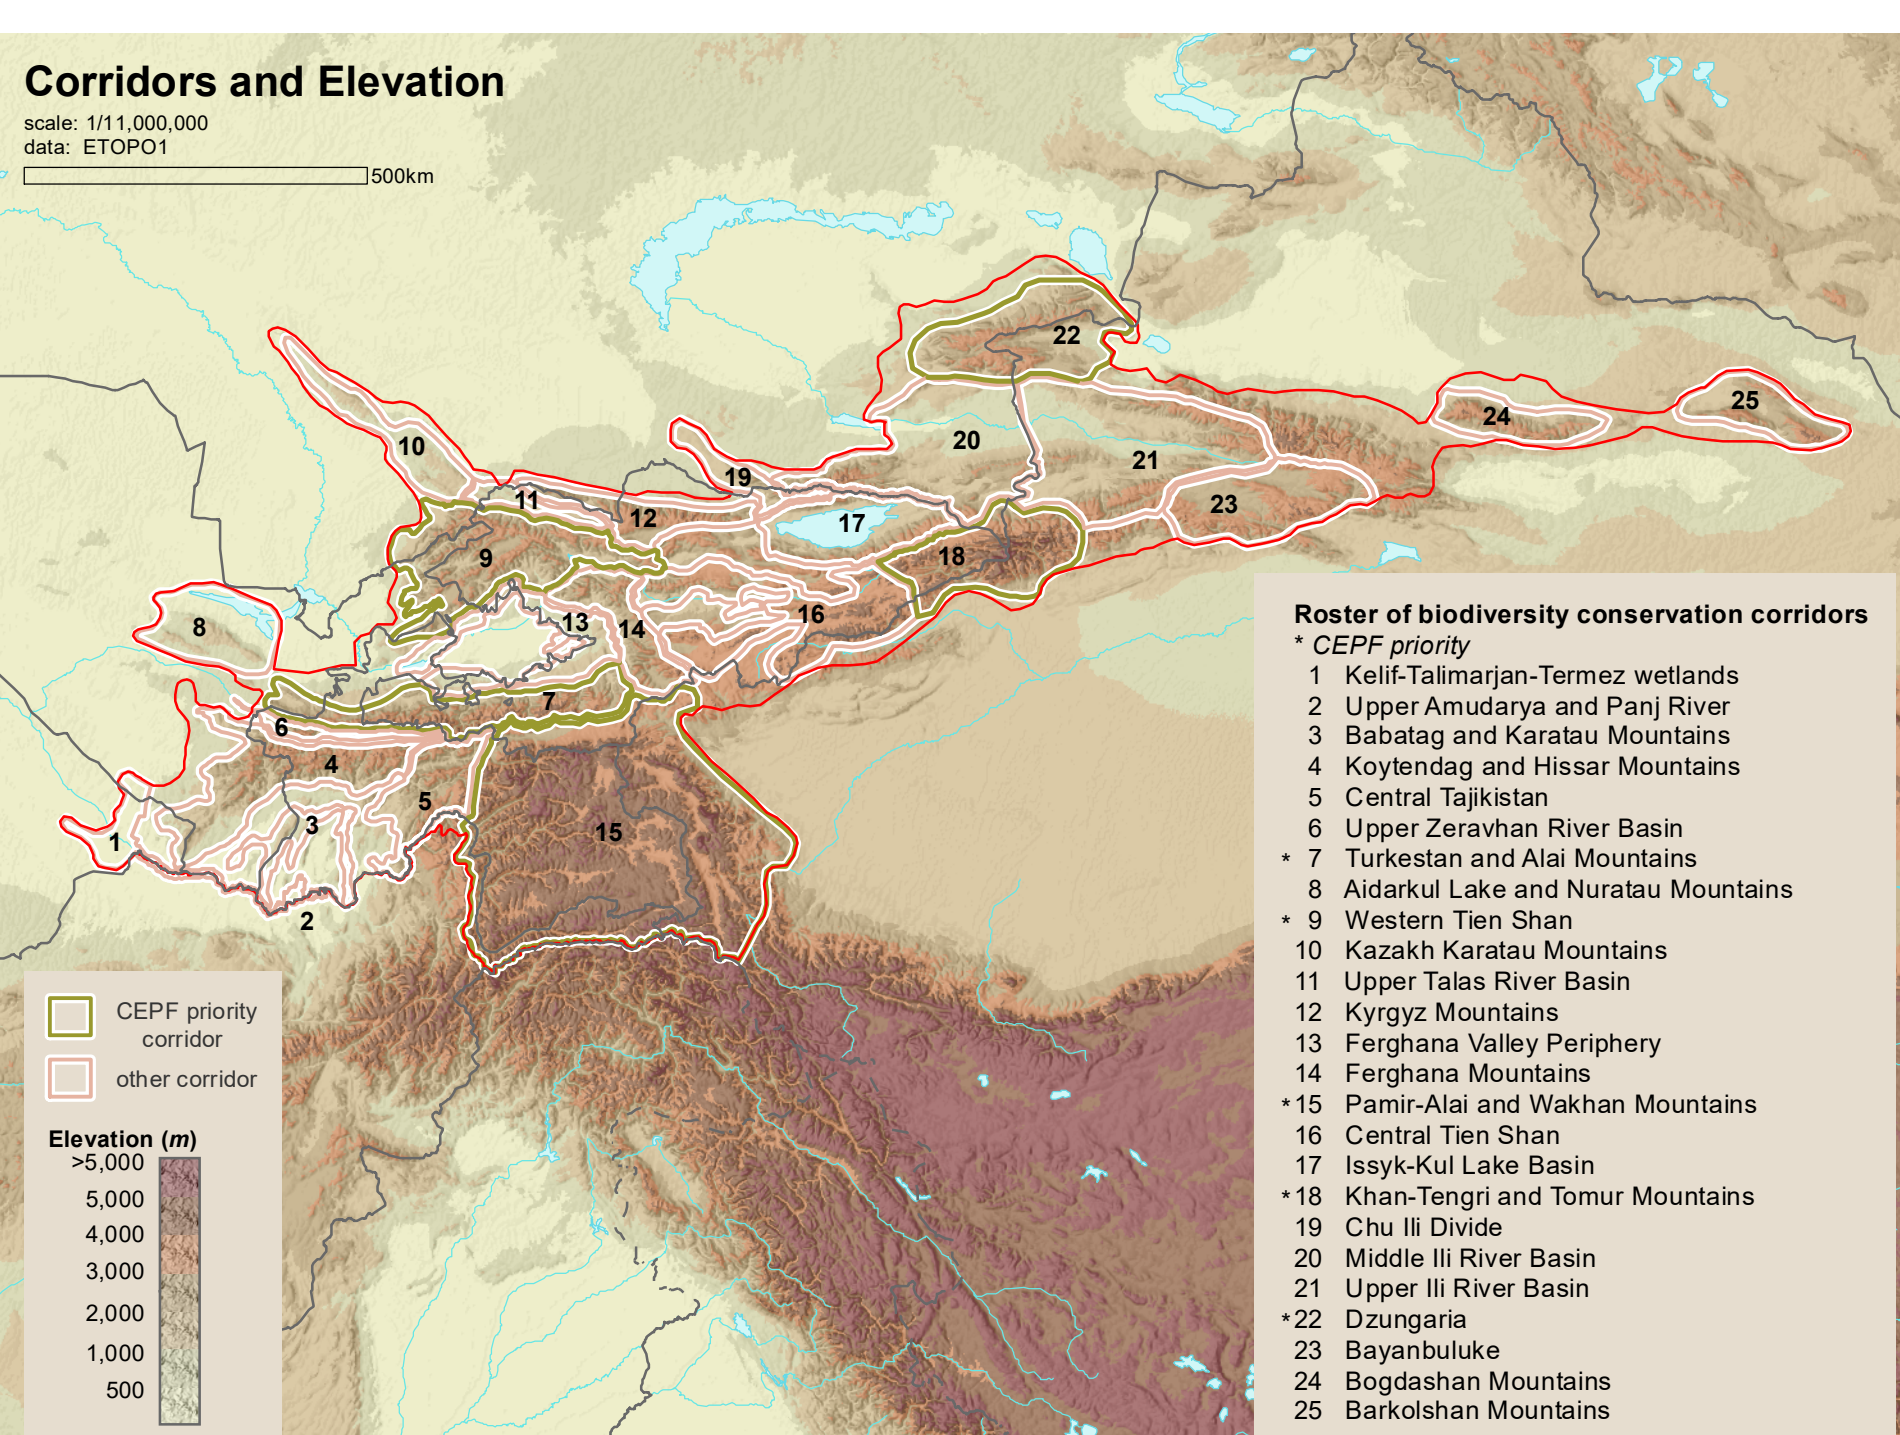 Corridors and Elevation
scale: 1/11,000,000
data: ETOPO1
500km
22
25
24
10
20
21
19
11
12
17
23
9
18
16
8
13
14
7
6
4
5
15
3
1
2
Roster of biodiversity conservation corridors
* CEPF priority
1 Kelif-Talimarjan-Termez wetlands
2 Upper Amudarya and Panj River
3 Babatag and Karatau Mountains
4 Koytendag and Hissar Mountains
5 Central Tajikistan
6 Upper Zeravhan River Basin
* 7 Turkestan and Alai Mountains
8 Aidarkul Lake and Nuratau Mountains
* 9 Western Tien Shan
10 Kazakh Karatau Mountains
11 Upper Talas River Basin
12 Kyrgyz Mountains
13 Ferghana Valley Periphery
14 Ferghana Mountains
* 15 Pamir-Alai and Wakhan Mountains
16 Central Tien Shan
17 Issyk-Kul Lake Basin
* 18 Khan-Tengri and Tomur Mountains
19 Chu Ili Divide
20 Middle Ili River Basin
21 Upper Ili River Basin
* 22 Dzungaria
23 Bayanbuluke
24 Bogdashan Mountains
25 Barkolshan Mountains
CEPF priority
corridor
other corridor
Elevation (m)
>5,000
5,000
4,000
3,000
2,000
1,000
500